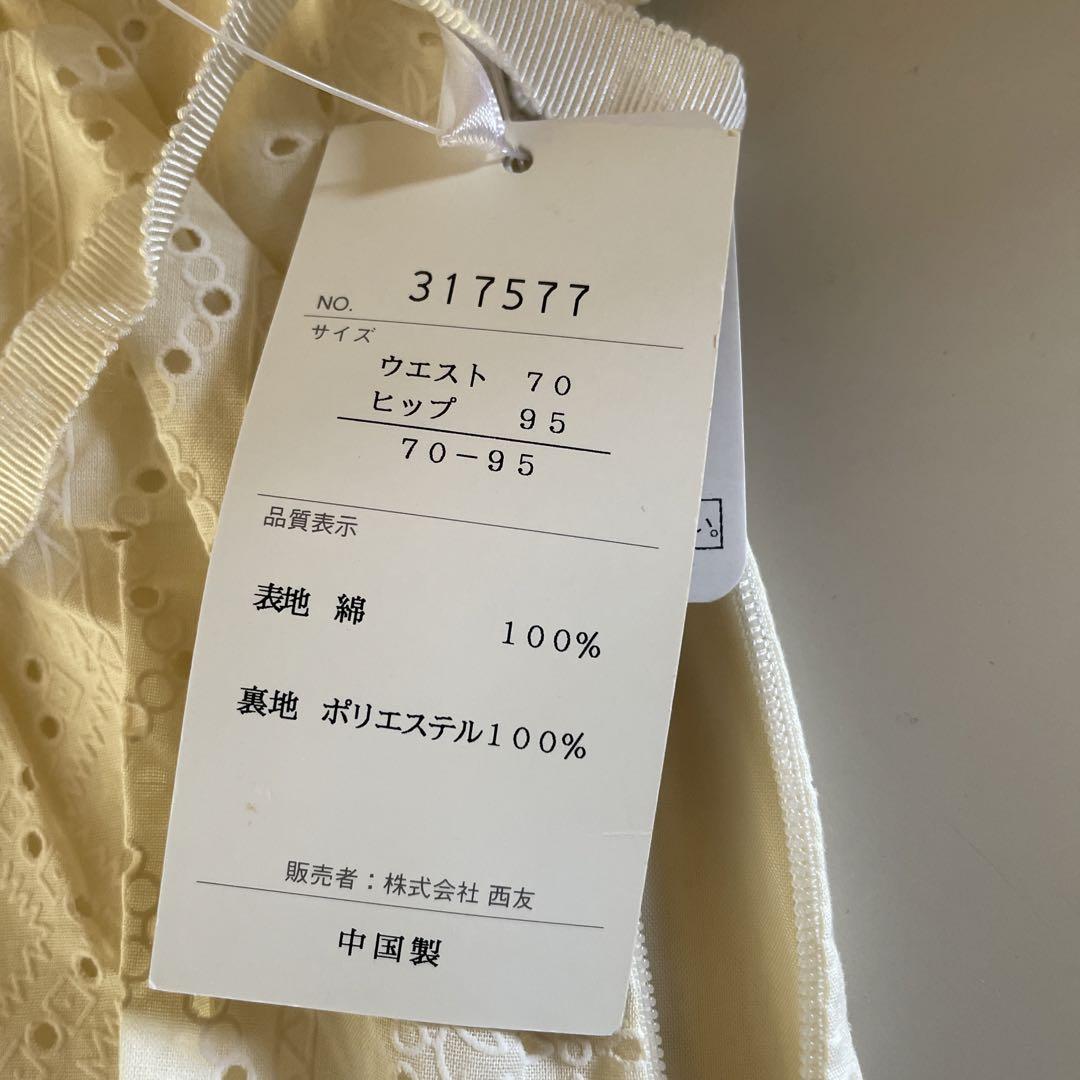 NO. 317577
サイズ
ウエスト 70
ヒップ 95
70-95
品質表示
表地 綿 100%
裏地 ポリエステル100%
販売者：株式会社 西友
中国製
い。